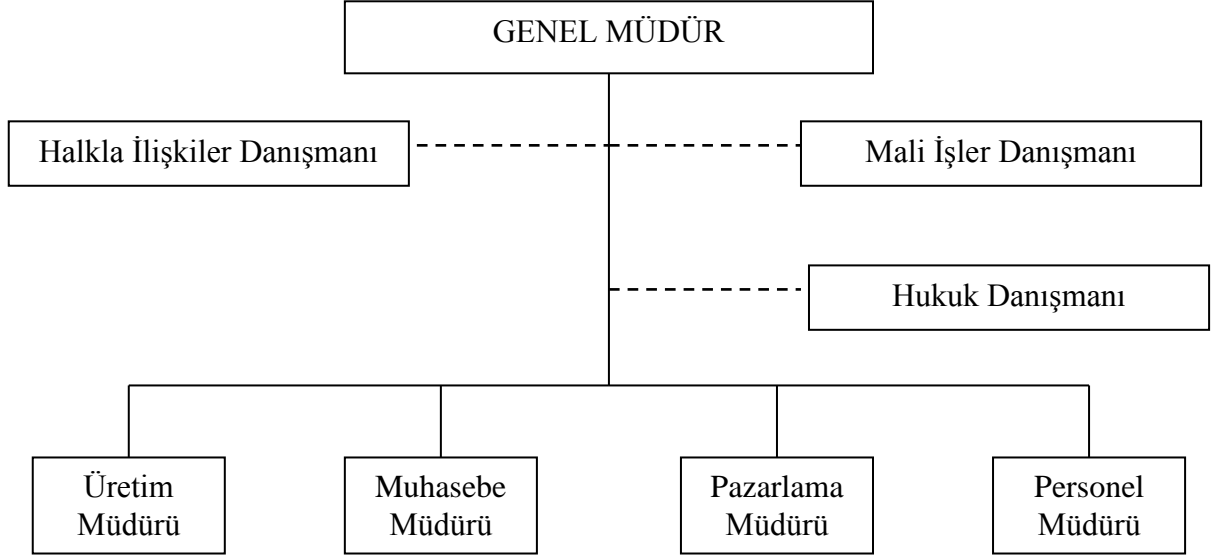 GENEL MÜDÜR
Halkla İlişkiler Danışmanı
Mali İşler Danışmanı
Hukuk Danışmanı
Üretim
Müdürü
Muhasebe
Müdürü
Pazarlama
Müdürü
Personel
Müdürü